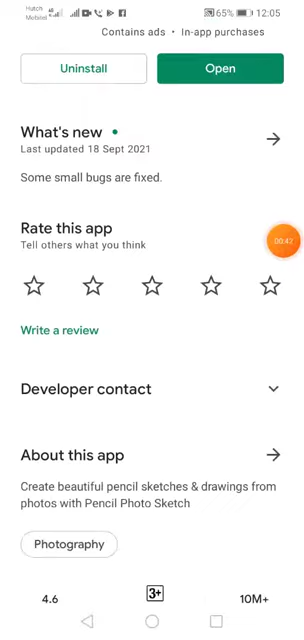 Hutch
Mobitel
4G
65%
12:05
Contains ads • In-app purchases
Uninstall
Open
What's new •
Last updated 18 Sept 2021
Some small bugs are fixed.
Rate this app
Tell others what you think
00:42
Write a review
Developer contact
About this app
Create beautiful pencil sketches & drawings from
photos with Pencil Photo Sketch
Photography
4.6
3+
10M+